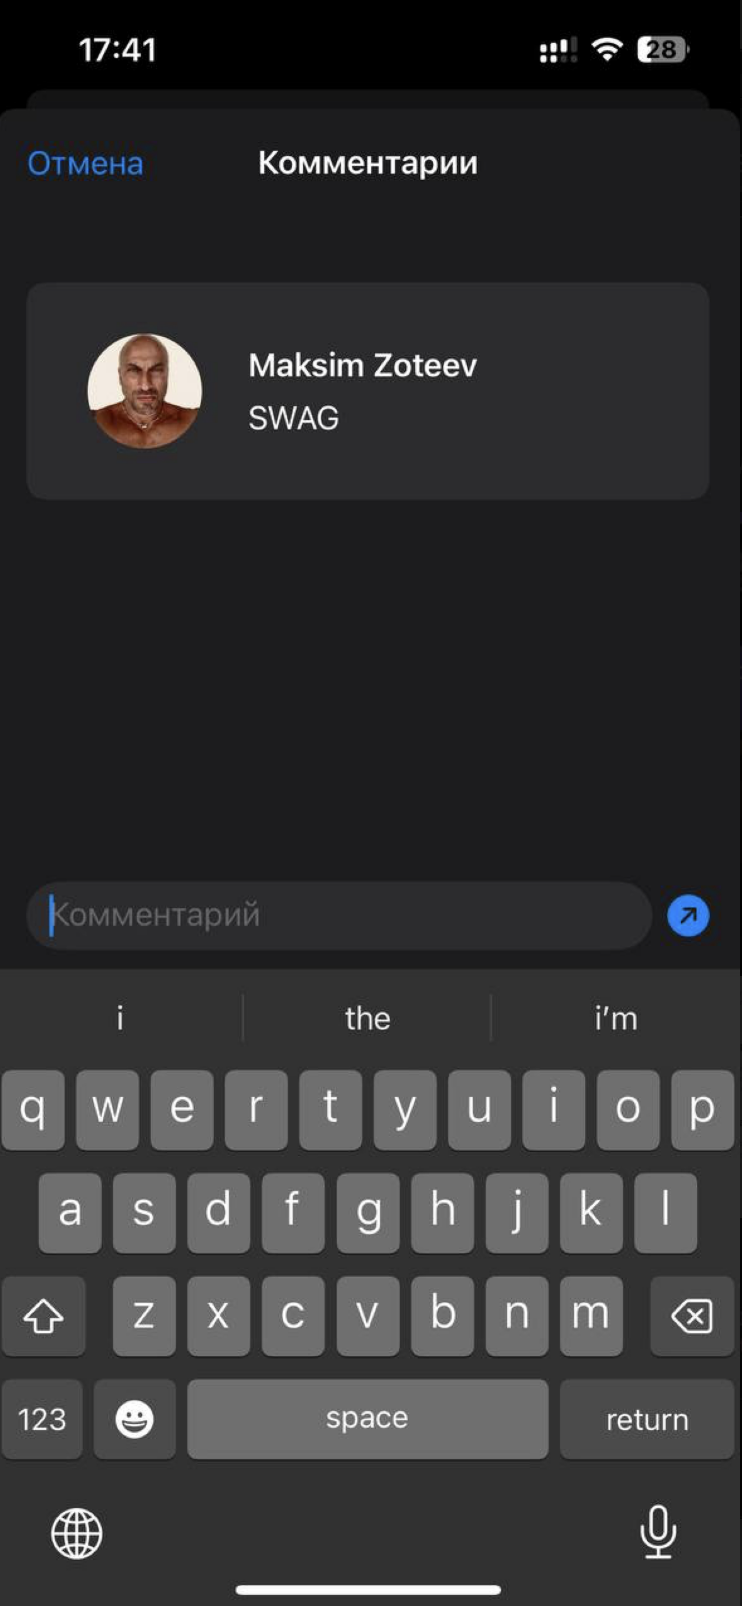 17:41
28
Отмена
Комментарии
Maksim Zoteev
SWAG
Комментарий
i
the
i'm
q w e r t y u i o p
a s d f g h j k l
z x c v b n m
123
space
return